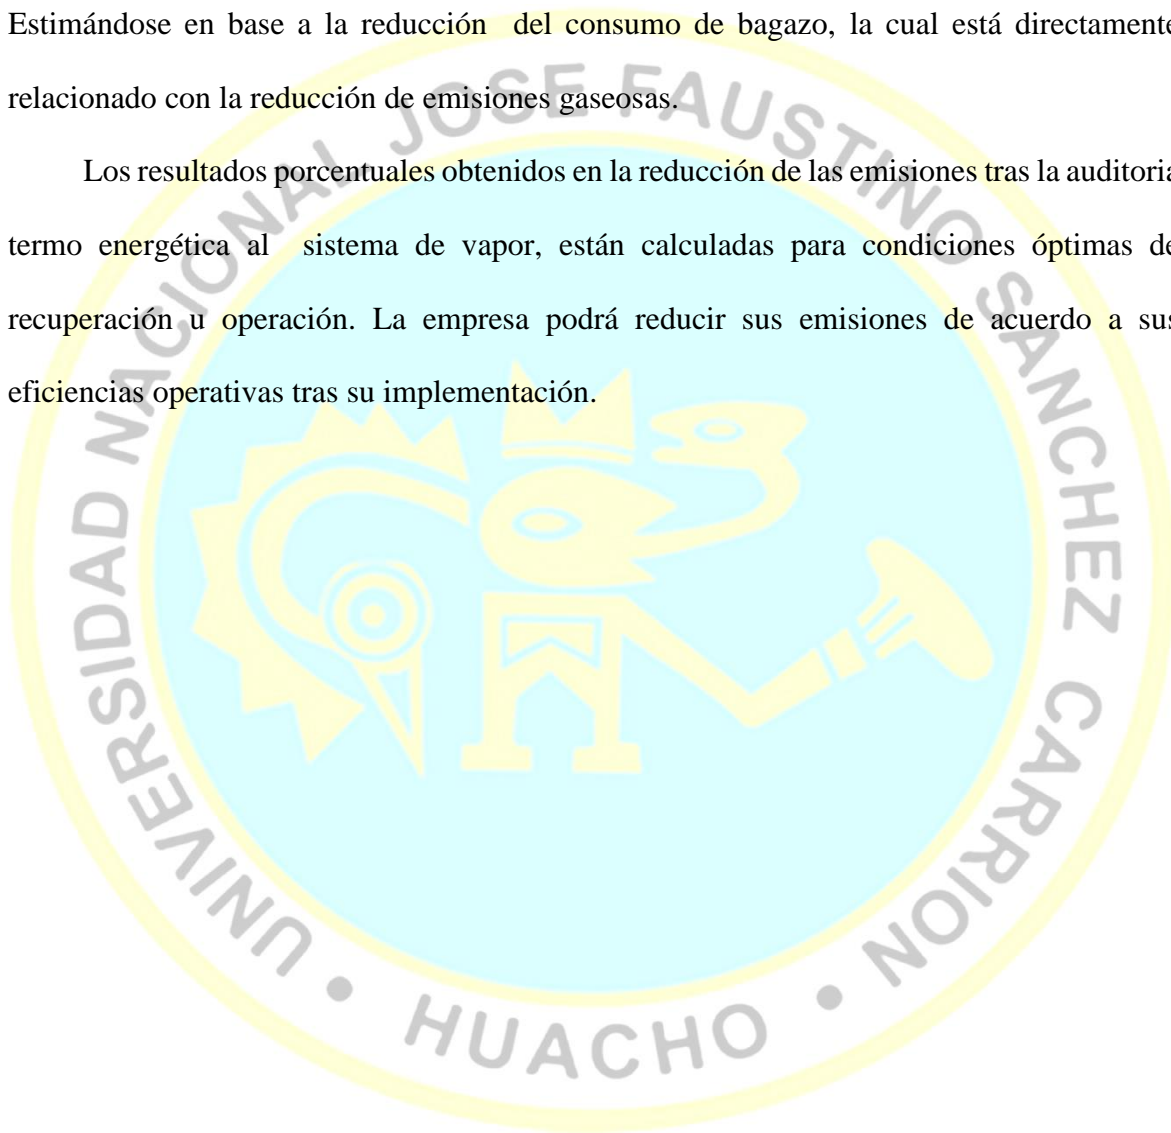 Estimándose en base a la reducción del consumo de bagazo, la cual está directamente
relacionado con la reducción de emisiones gaseosas.
Los resultados porcentuales obtenidos en la reducción de las emisiones tras la auditoria
termo energética al sistema de vapor, están calculadas para condiciones óptimas de
recuperación u operación. La empresa podrá reducir sus emisiones de acuerdo a sus
eficiencias operativas tras su implementación.
UNIVERSIDAD NACIONAL JOSE FAUSTINO SANCHEZ CARRION • HUACHO •